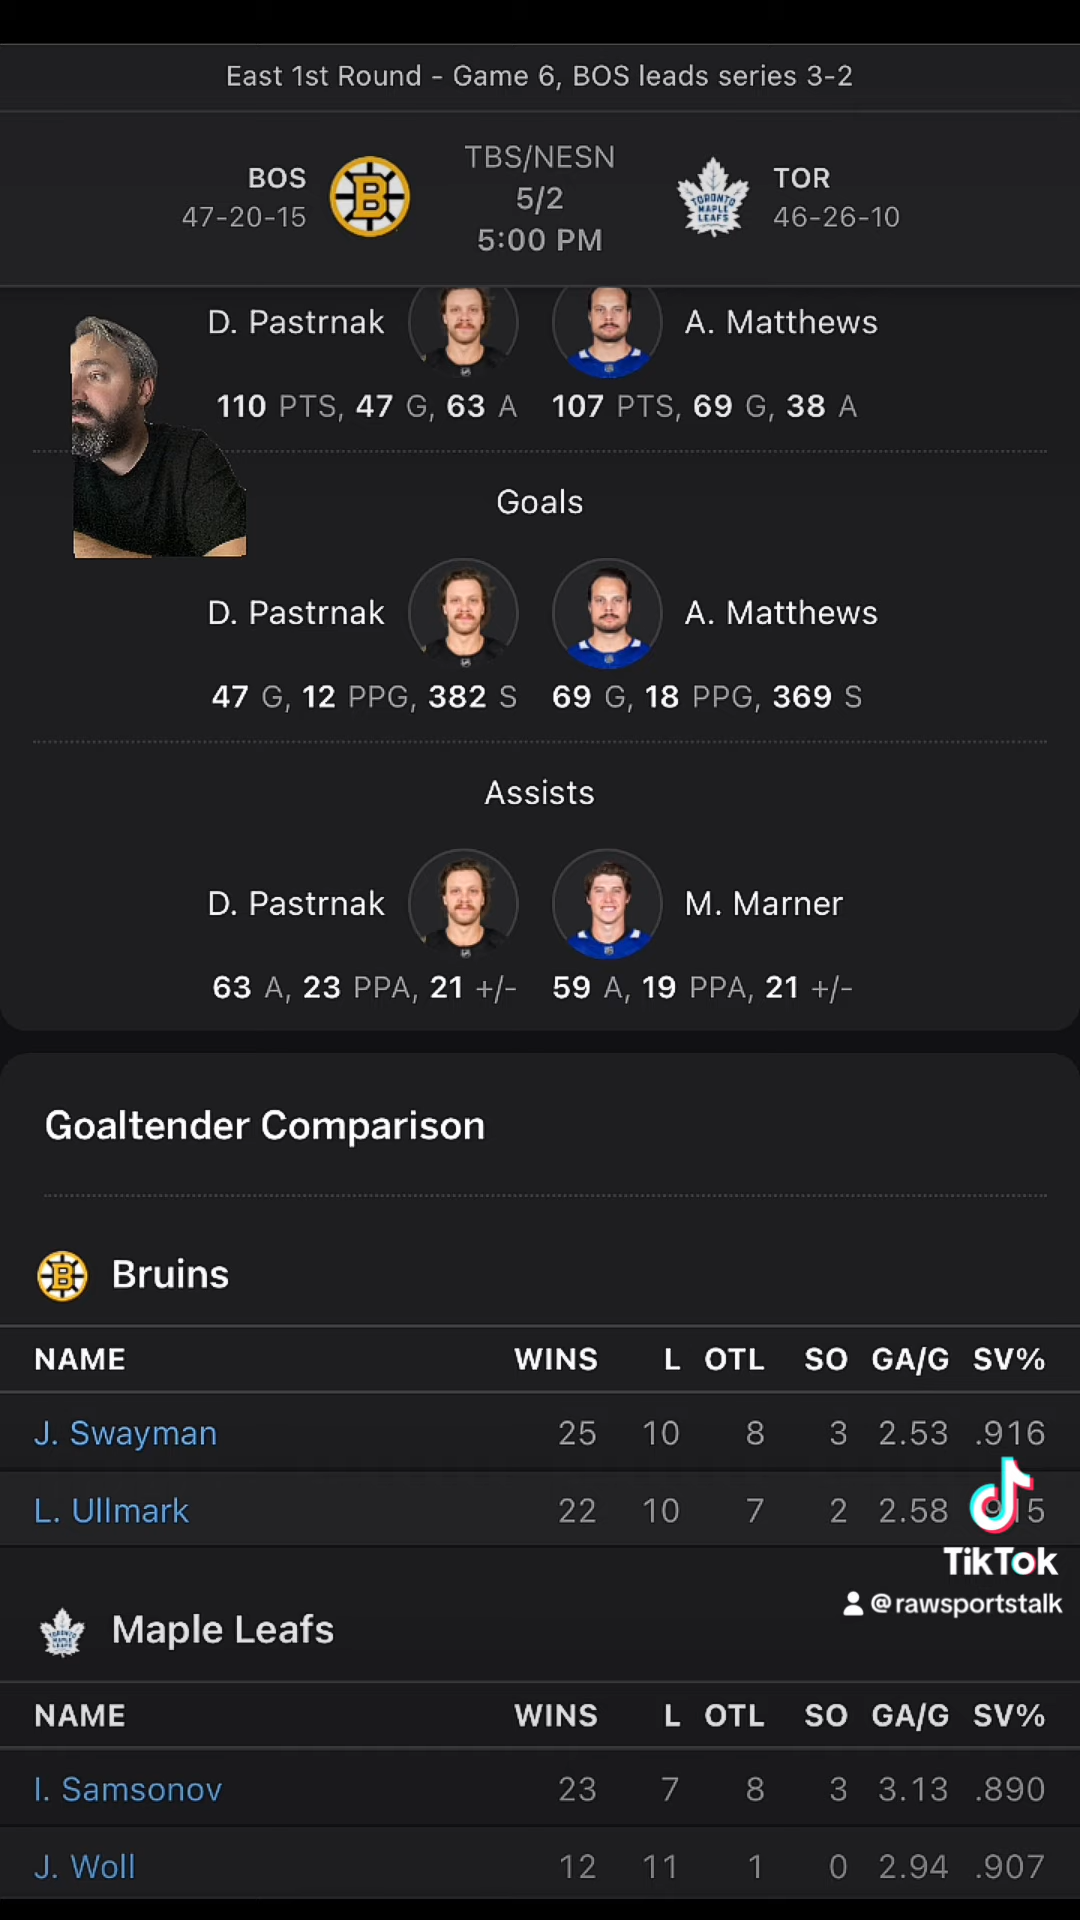 East 1st Round - Game 6, BOS leads series 3-2
BOS
47-20-15
TBS/NESN
5/2
5:00 PM
TOR
46-26-10
TORONTO
MAPLE
LEAFS
D. Pastrnak
A. Matthews
110 PTS, 47 G, 63 A
107 PTS, 69 G, 38 A
Goals
D. Pastrnak
A. Matthews
47 G, 12 PPG, 382 S
69 G, 18 PPG, 369 S
Assists
D. Pastrnak
M. Marner
63 A, 23 PPA, 21 +/-
59 A, 19 PPA, 21 +/-
Goaltender Comparison
Bruins
NAME WINS L OTL SO GA/G SV%
J. Swayman 25 10 8 3 2.53 .916
L. Ullmark 22 10 7 2 2.58
TikTok
@rawsportstalk
Maple Leafs
NAME WINS L OTL SO GA/G SV%
I. Samsonov 23 7 8 3 3.13 .890
J. Woll 12 11 1 0 2.94 .907